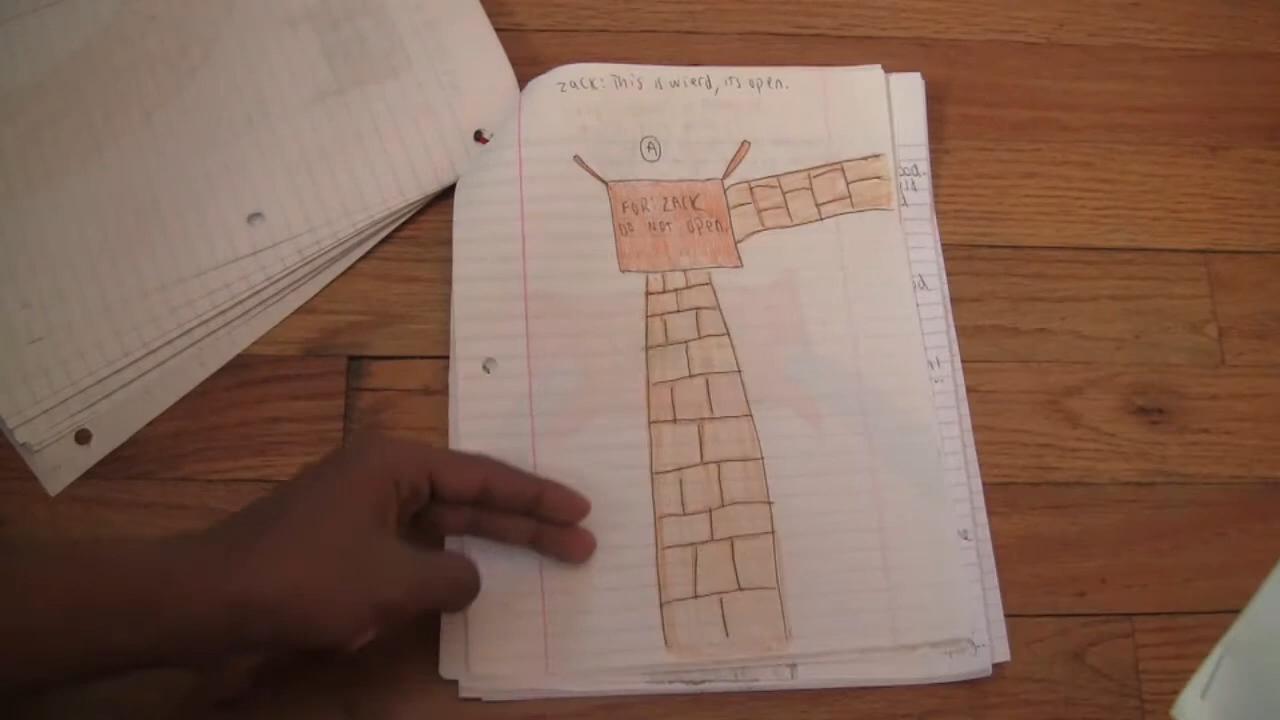 zack: This is wierd, its open.
A
FOR: ZACK
DO NOT open.